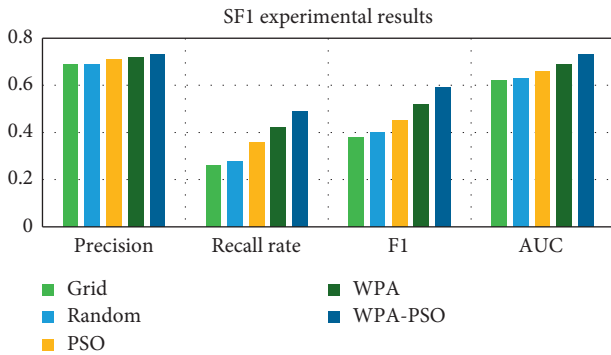 SF1 experimental results
0.8
0.6
0.4
0.2
0
Precision
Recall rate
F1
AUC
Grid
Random
PSO
WPA
WPA-PSO